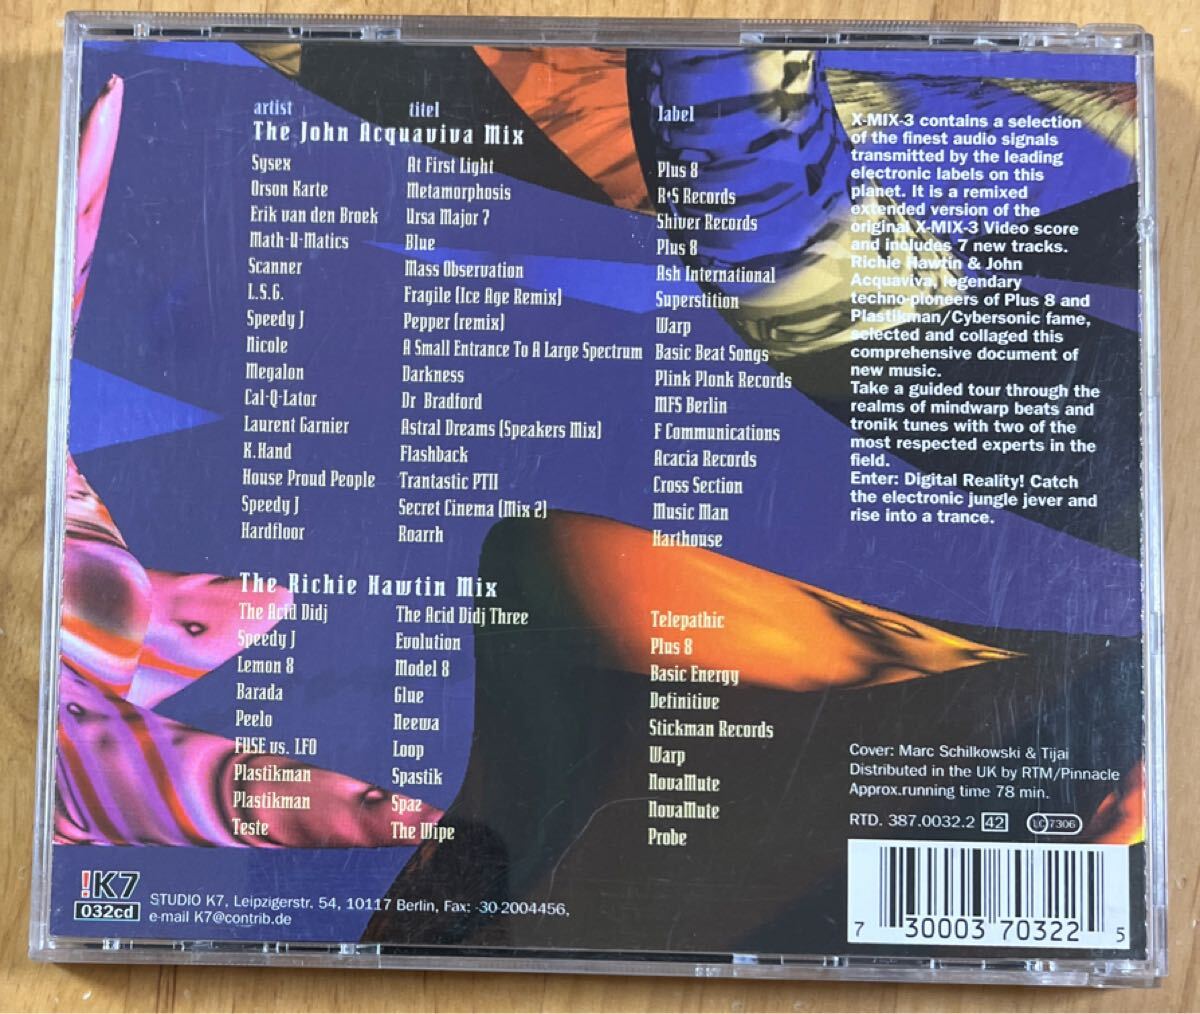 artist titel label
The John Acquaviva Mix
Sysex At First Light Plus 8
Orson Karte Metamorphosis R•S Records
Erik van den Broek Ursa Major ? Shiver Records
Math-U-Matics Blue Plus 8
Scanner Mass Observation Ash International
L.S.G. Fragile (Ice Age Remix) Superstition
Speedy J Pepper (remix) Warp
Nicole A Small Entrance To A Large Spectrum Basic Beat Songs
Megalon Darkness Plink Plonk Records
Cal-Q-Lator Dr Bradford MFS Berlin
Laurent Garnier Astral Dreams (Speakers Mix) F Communications
K.Hand Flashback Acacia Records
House Proud People Trantastic PTII Cross Section
Speedy J Secret Cinema (Mix 2) Music Man
Hardfloor Roarrh Harthouse
The Richie Hawtin Mix
The Acid Didj The Acid Didj Three Telepathic
Speedy J Evolution Plus 8
Lemon 8 Model 8 Basic Energy
Barada Glue Definitive
Peelo Neewa Stickman Records
FUSE vs. LFO Loop Warp
Plastikman Spastik NovaMute
Plastikman Spaz NovaMute
Teste The Wipe Probe
X-MIX-3 contains a selection
of the finest audio signals
transmitted by the leading
electronic labels on this
planet. It is a remixed
extended version of the
original X-MIX-3 Video score
and includes 7 new tracks.
Richie Hawtin & John
Acquaviva, legendary
techno-pioneers of Plus 8 and
Plastikman/Cybersonic fame,
selected and collaged this
comprehensive document of
new music.
Take a guided tour through the
realms of mindwarp beats and
tronik tunes with two of the
most respected experts in the
field.
Enter: Digital Reality! Catch
the electronic jungle jever and
rise into a trance.
Cover: Marc Schilkowski & Tijai
Distributed in the UK by RTM/Pinnacle
Approx.running time 78 min.
RTD. 387.0032.2 42 LC 7306
!K7
032cd
STUDIO K7, Leipzigerstr. 54, 10117 Berlin, Fax: -30-2004456,
e-mail K7@contrib.de
7 30003 70322 5